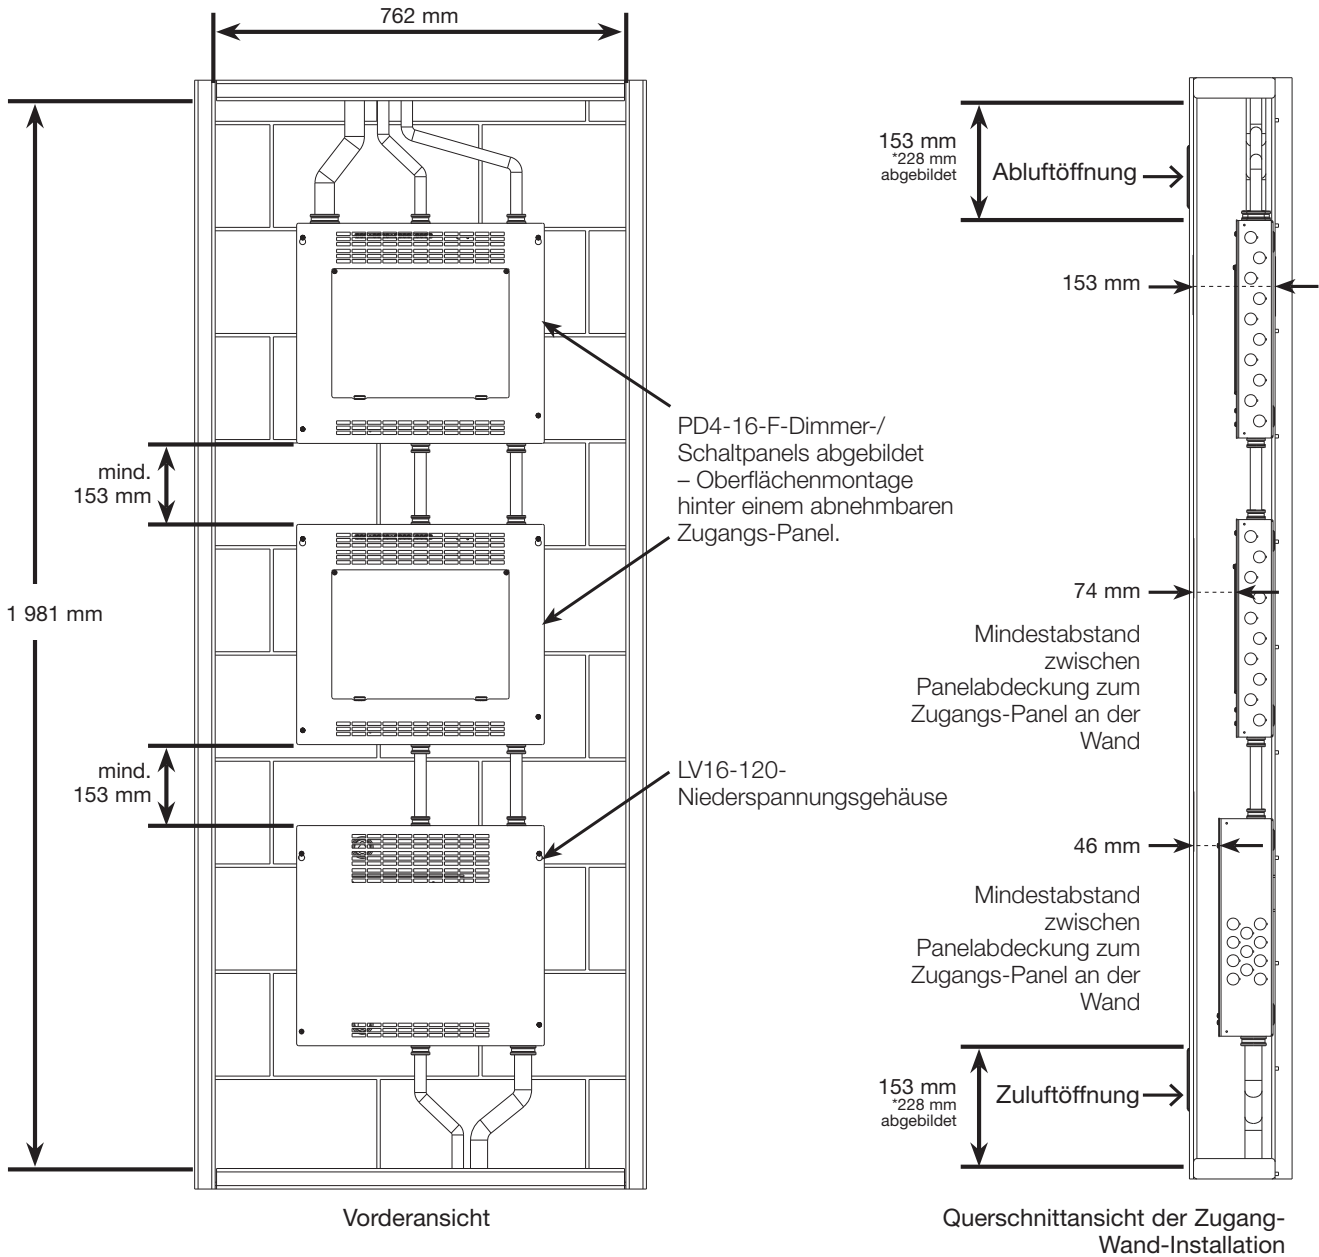 762 mm
1 981 mm
mind.
153 mm
mind.
153 mm
PD4-16-F-Dimmer-/
Schaltpanels abgebildet
– Oberflächenmontage
hinter einem abnehmbaren
Zugangs-Panel.
LV16-120-
Niederspannungsgehäuse
Vorderansicht
153 mm
*228 mm
abgebildet
Abluftöffnung
153 mm
74 mm
Mindestabstand
zwischen
Panelabdeckung zum
Zugangs-Panel an der
Wand
46 mm
Mindestabstand
zwischen
Panelabdeckung zum
Zugangs-Panel an der
Wand
153 mm
*228 mm
abgebildet
Zuluftöffnung
Querschnittansicht der Zugang-
Wand-Installation